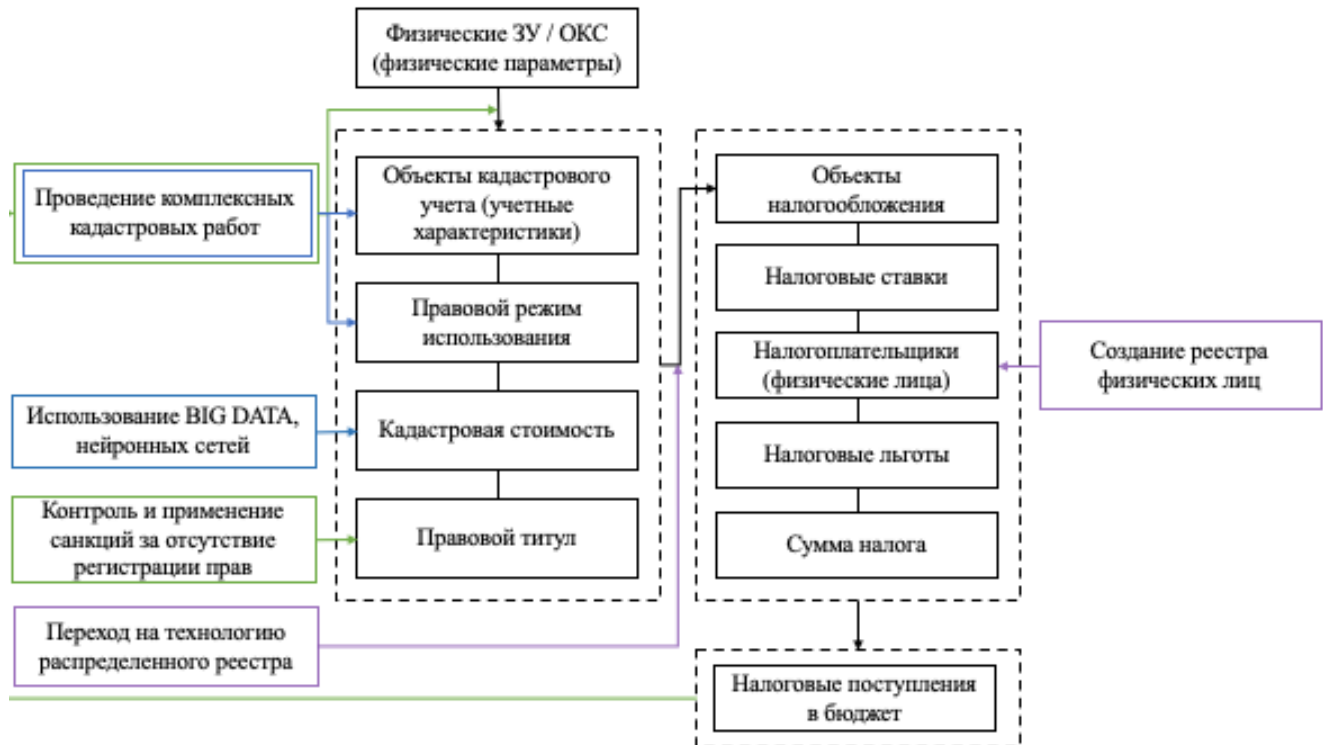 Физические ЗУ / ОКС
(физические параметры)
Проведение комплексных
кадастровых работ
Объекты кадастрового
учета (учетные
характеристики)
Правовой режим
использования
Использование BIG DATA,
нейронных сетей
Кадастровая стоимость
Контроль и применение
санкций за отсутствие
регистрации прав
Правовой титул
Переход на технологию
распределенного реестра
Объекты
налогообложения
Налоговые ставки
Налогоплательщики
(физические лица)
Создание реестра
физических лиц
Налоговые льготы
Сумма налога
Налоговые поступления
в бюджет